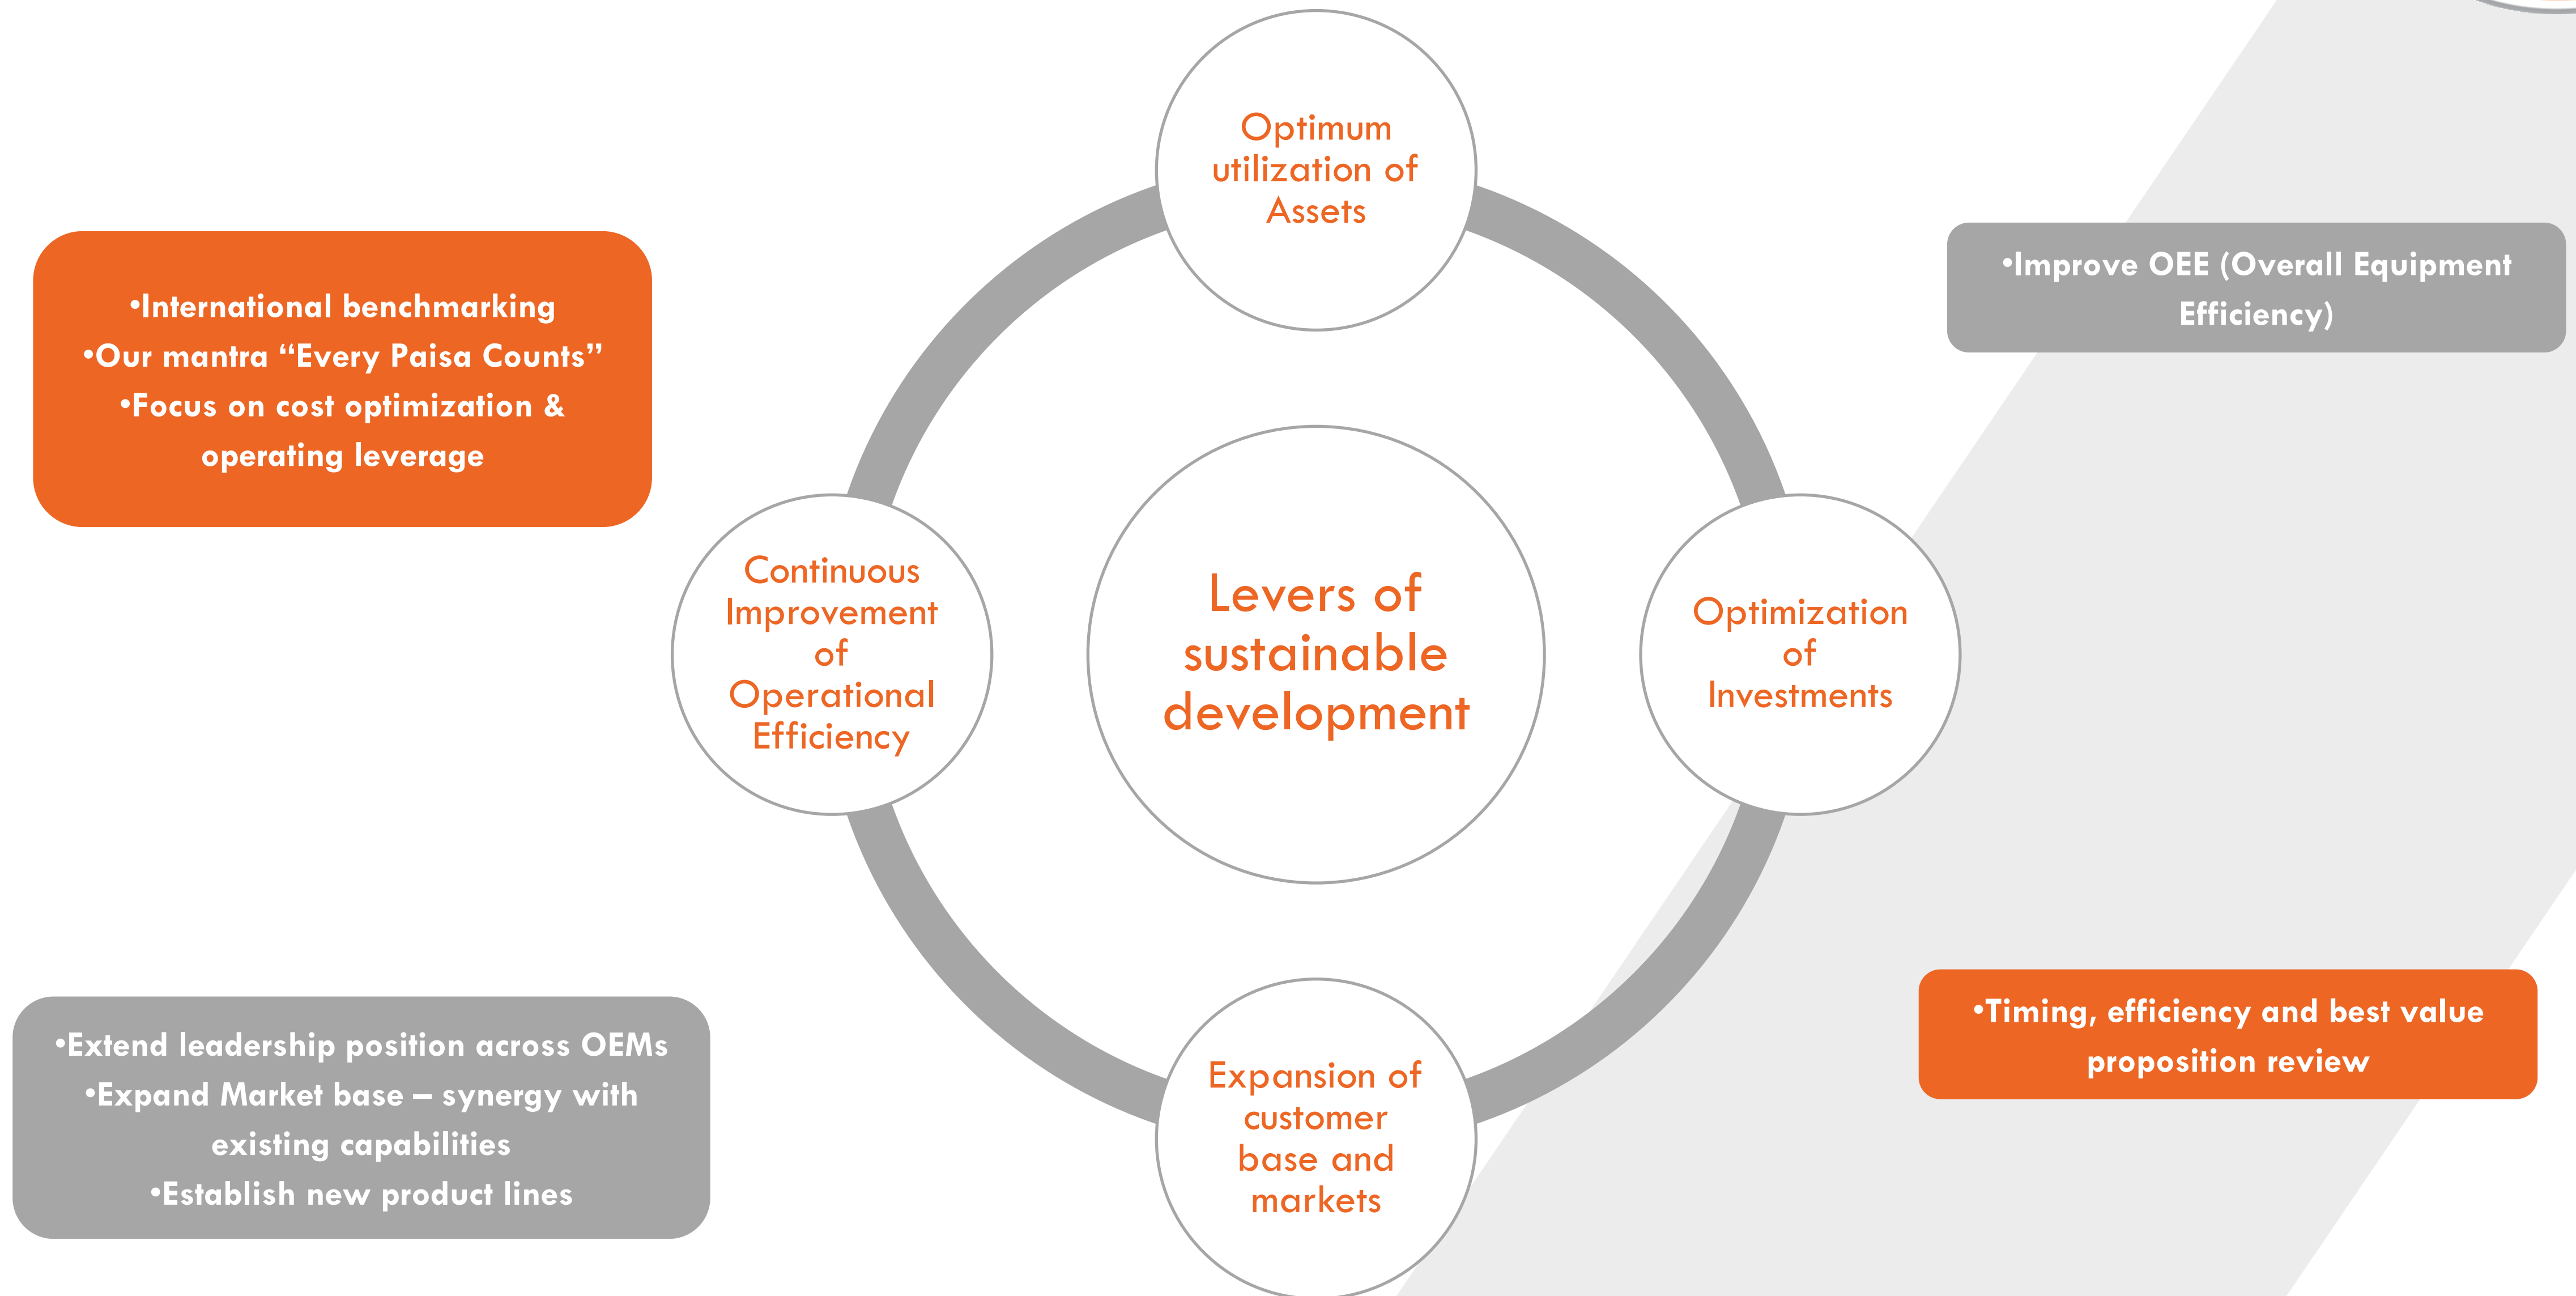 Optimum
utilization of
Assets
•International benchmarking
•Our mantra “Every Paisa Counts”
•Focus on cost optimization &
operating leverage
•Improve OEE (Overall Equipment
Efficiency)
Continuous
Improvement
of
Operational
Efficiency
Levers of
sustainable
development
Optimization
of
Investments
•Extend leadership position across OEMs
•Expand Market base – synergy with
existing capabilities
•Establish new product lines
Expansion of
customer
base and
markets
•Timing, efficiency and best value
proposition review